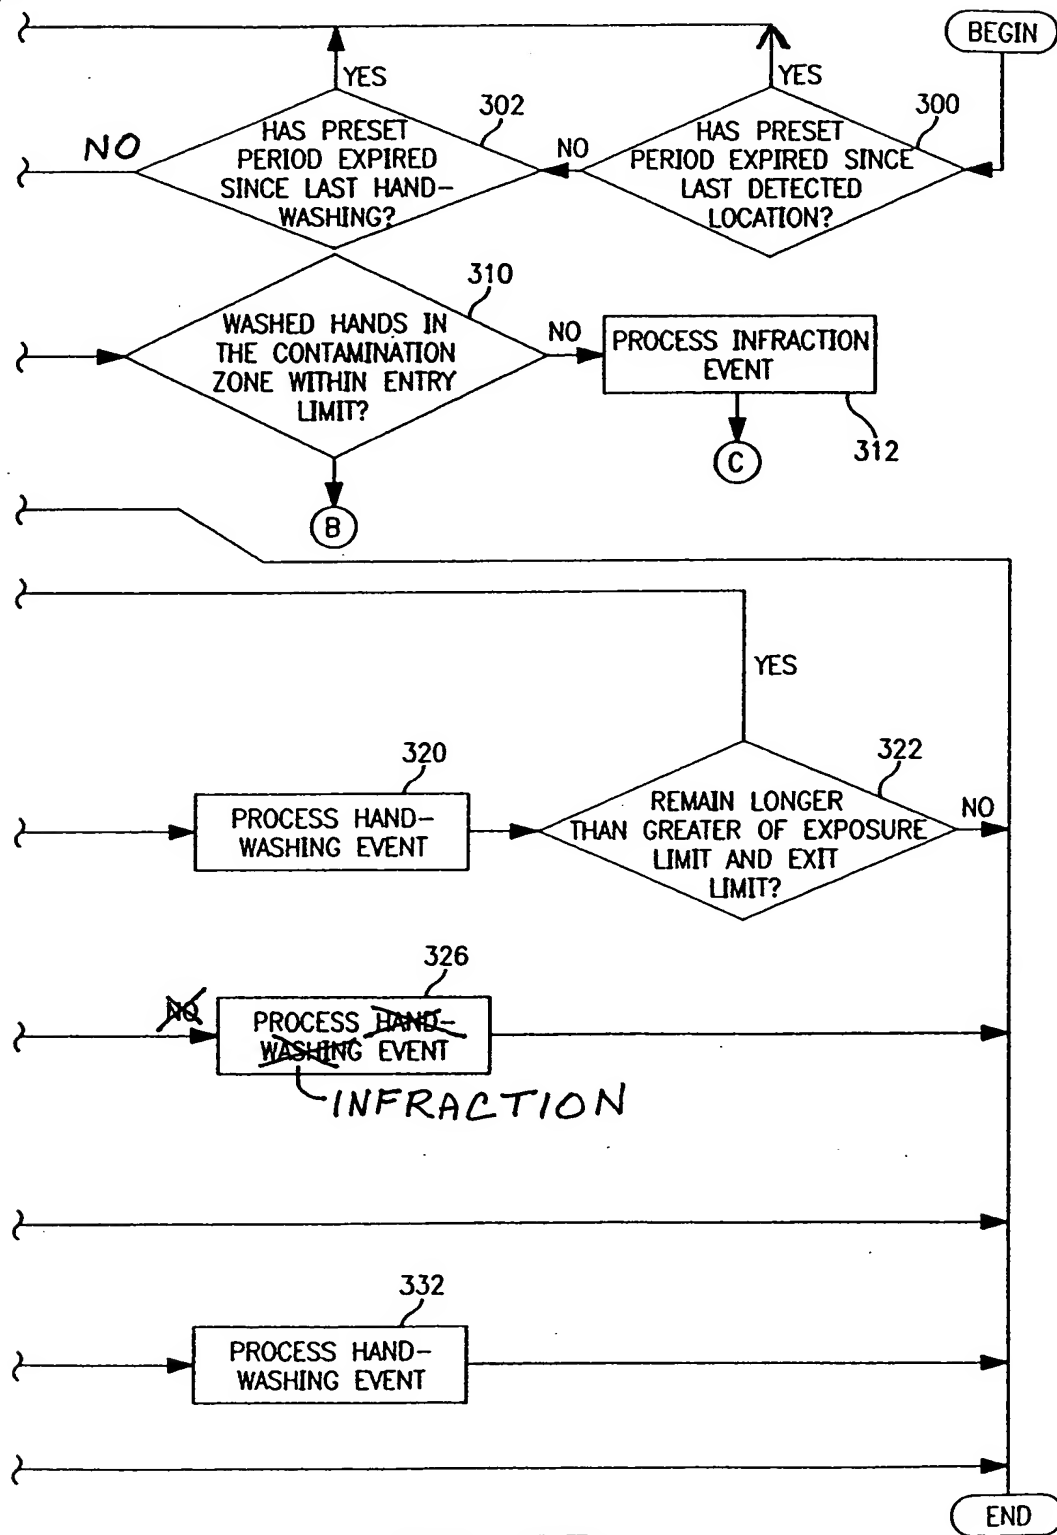 BEGIN
YES
YES
302
300
NO
HAS PRESET
PERIOD EXPIRED
SINCE LAST HAND-
WASHING?
NO
HAS PRESET
PERIOD EXPIRED SINCE
LAST DETECTED
LOCATION?
310
WASHED HANDS IN
THE CONTAMINATION
ZONE WITHIN ENTRY
LIMIT?
NO
PROCESS INFRACTION
EVENT
312
C
B
YES
320
322
PROCESS HAND-
WASHING EVENT
REMAIN LONGER
THAN GREATER OF EXPOSURE
LIMIT AND EXIT
LIMIT?
NO
326
NO
PROCESS HAND-
WASHING EVENT
INFRACTION
332
PROCESS HAND-
WASHING EVENT
END